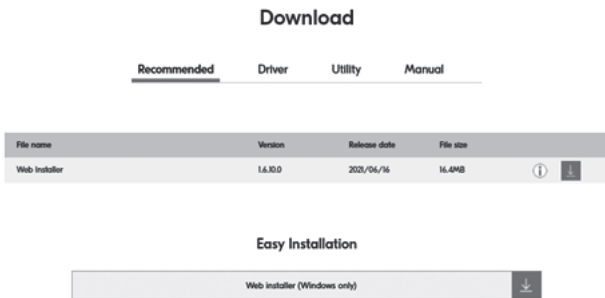 Download
Recommended Driver Utility Manual
File name Version Release date File size
Web Installer 1.6.10.0 2021/06/16 16.4MB
Easy Installation
Web installer (Windows only)